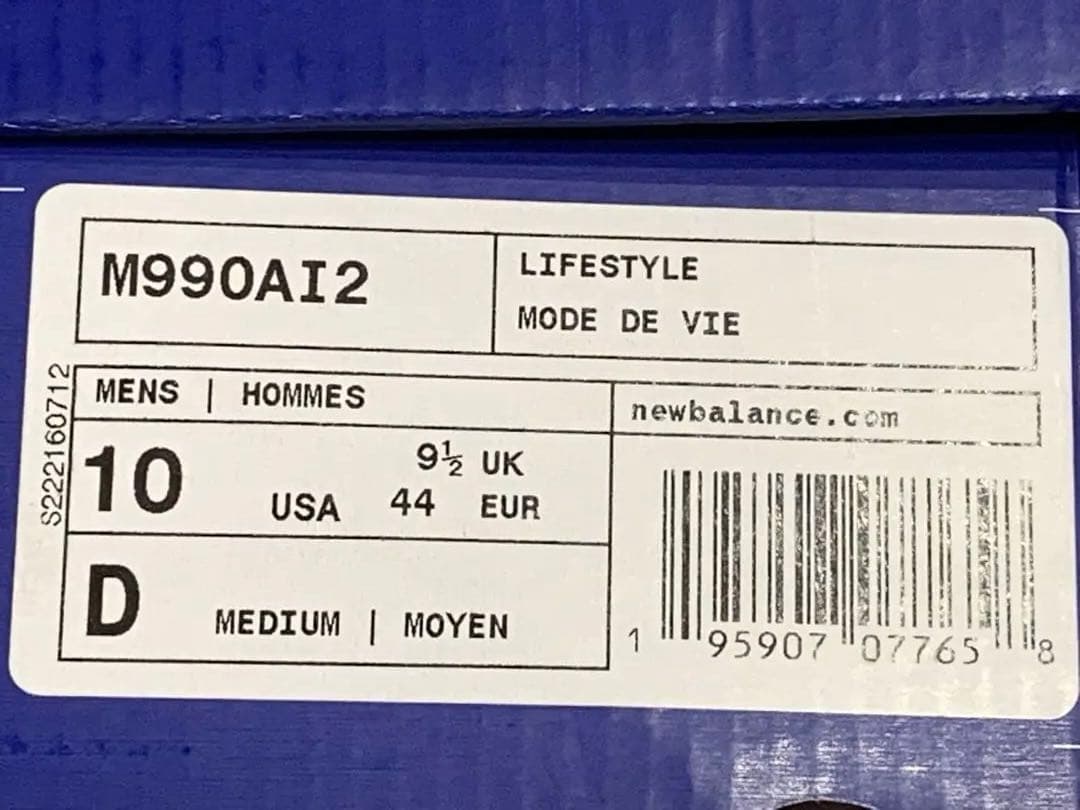 M990AI2
LIFESTYLE
MODE DE VIE
S222160712
MENS | HOMMES
newbalance.com
10 USA 9½ UK
44 EUR
D MEDIUM | MOYEN
1 95907 07765 8